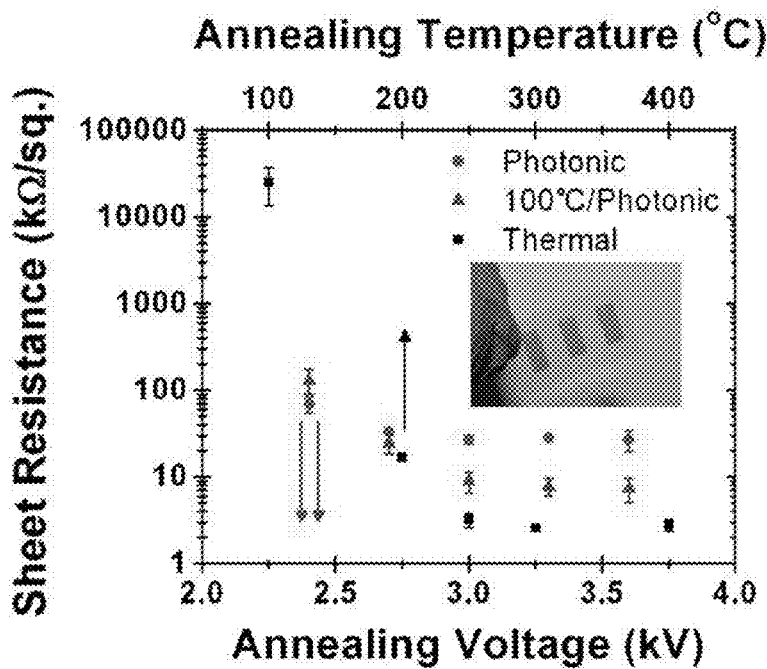 Annealing Temperature (°C)
100 200 300 400
Sheet Resistance (kΩ/sq.)
100000
10000
1000
100
10
1
Photonic
100°C/Photonic
Thermal
2.0 2.5 3.0 3.5 4.0
Annealing Voltage (kV)